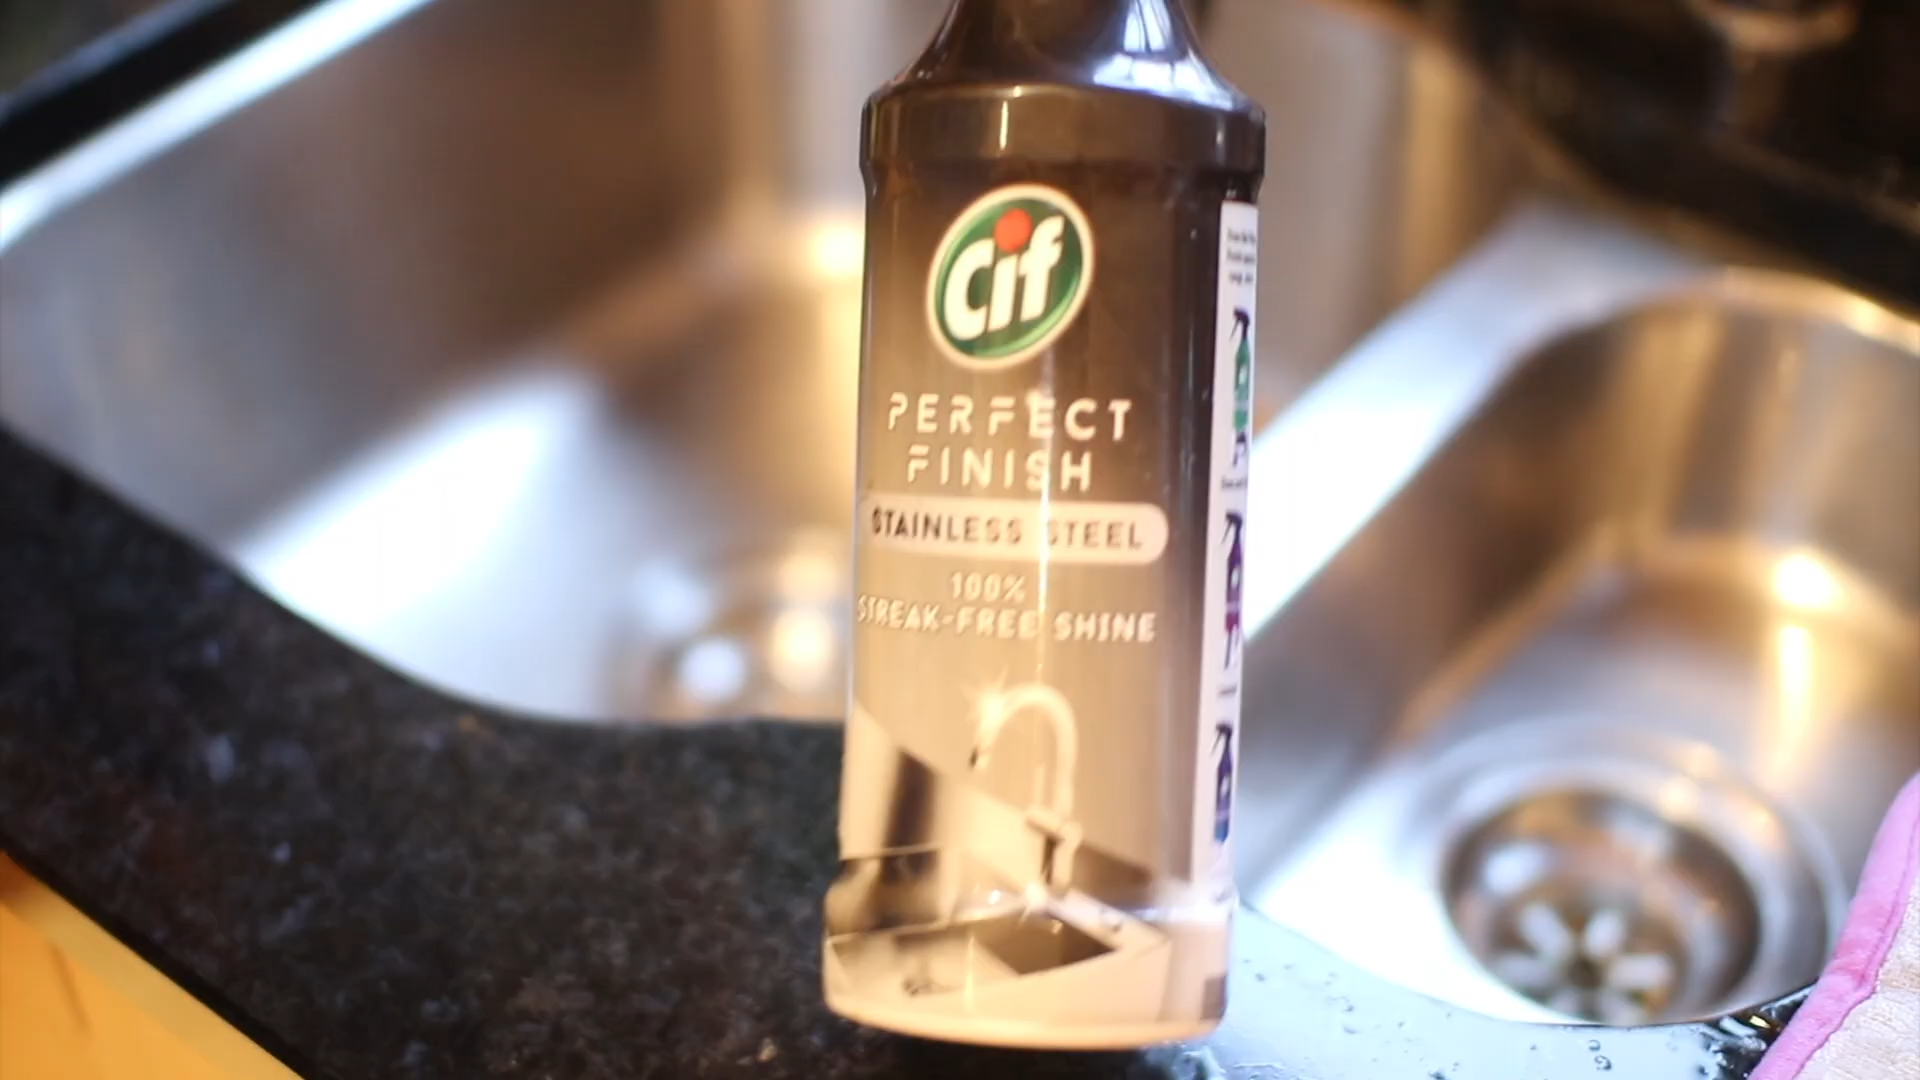 Cif
PERFECT
FINISH
STAINLESS STEEL
100%
STREAK-FREE SHINE